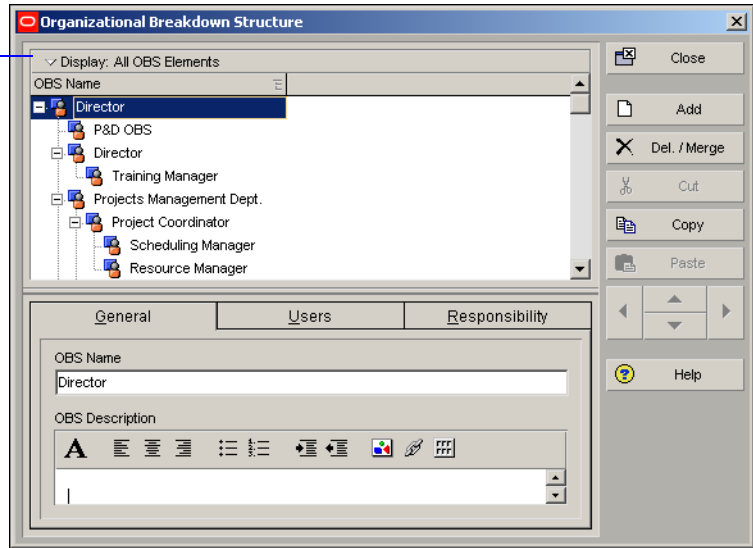 Organizational Breakdown Structure
Display: All OBS Elements
OBS Name
Director
P&D OBS
Director
Training Manager
Projects Management Dept.
Project Coordinator
Scheduling Manager
Resource Manager
Close
Add
Del. / Merge
Cut
Copy
Paste
Help
General Users Responsibility
OBS Name
Director
OBS Description
A